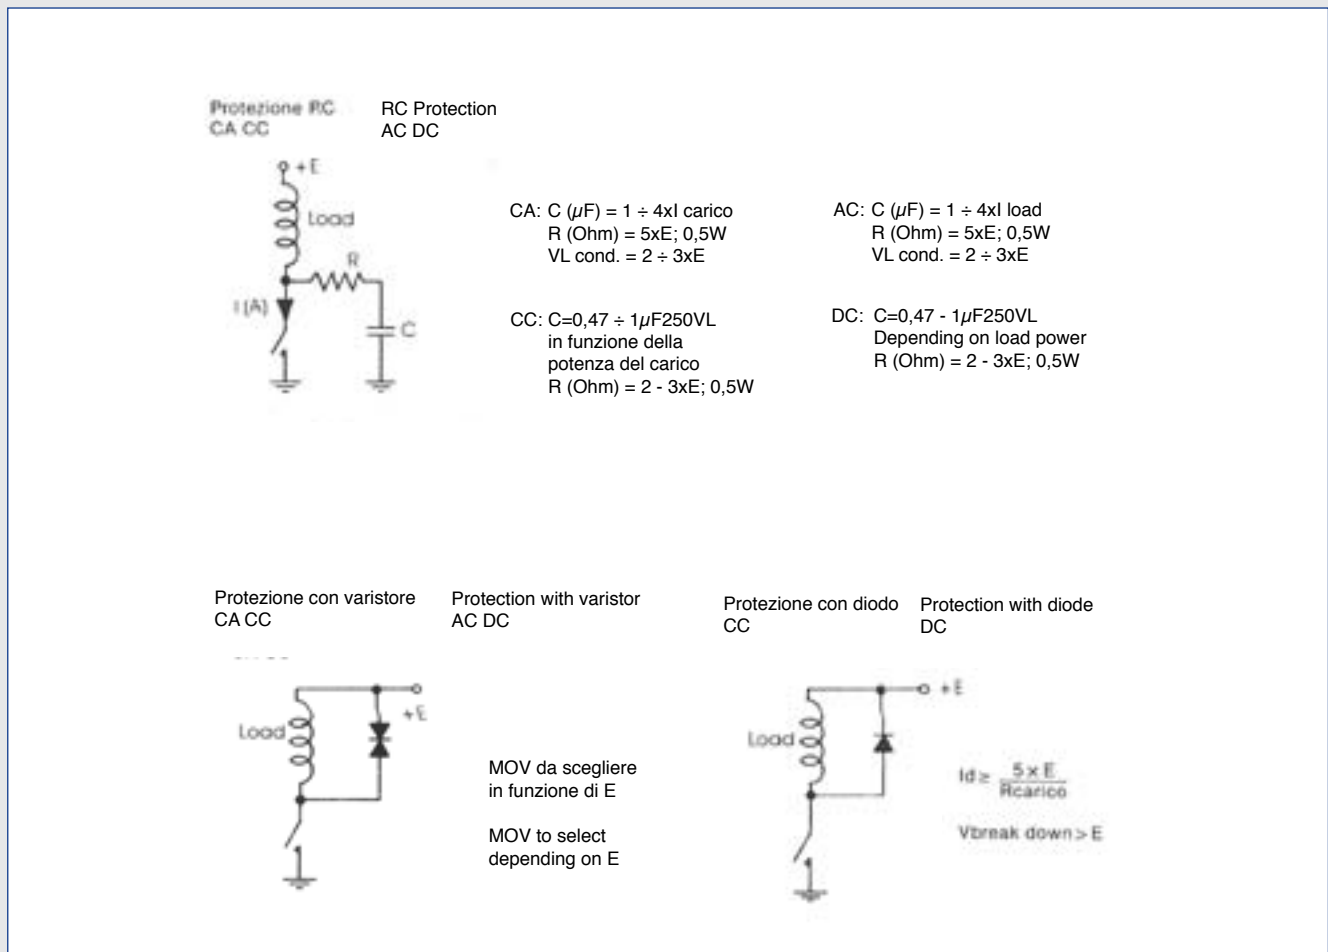 Protezione RC
CA CC
RC Protection
AC DC
+E
Load
R
I (A)
C
CA: C (µF) = 1 ÷ 4xI carico
R (Ohm) = 5xE; 0,5W
VL cond. = 2 ÷ 3xE
CC: C=0,47 ÷ 1µF250VL
in funzione della
potenza del carico
R (Ohm) = 2 - 3xE; 0,5W
AC: C (µF) = 1 ÷ 4xI load
R (Ohm) = 5xE; 0,5W
VL cond. = 2 ÷ 3xE
DC: C=0,47 - 1µF250VL
Depending on load power
R (Ohm) = 2 - 3xE; 0,5W
Protezione con varistore
CA CC
Protection with varistor
AC DC
+E
Load
MOV da scegliere
in funzione di E
MOV to select
depending on E
Protezione con diodo
CC
Protection with diode
DC
+E
Load
Id ≥ 5 x E
Rcarico
Vbreak down > E